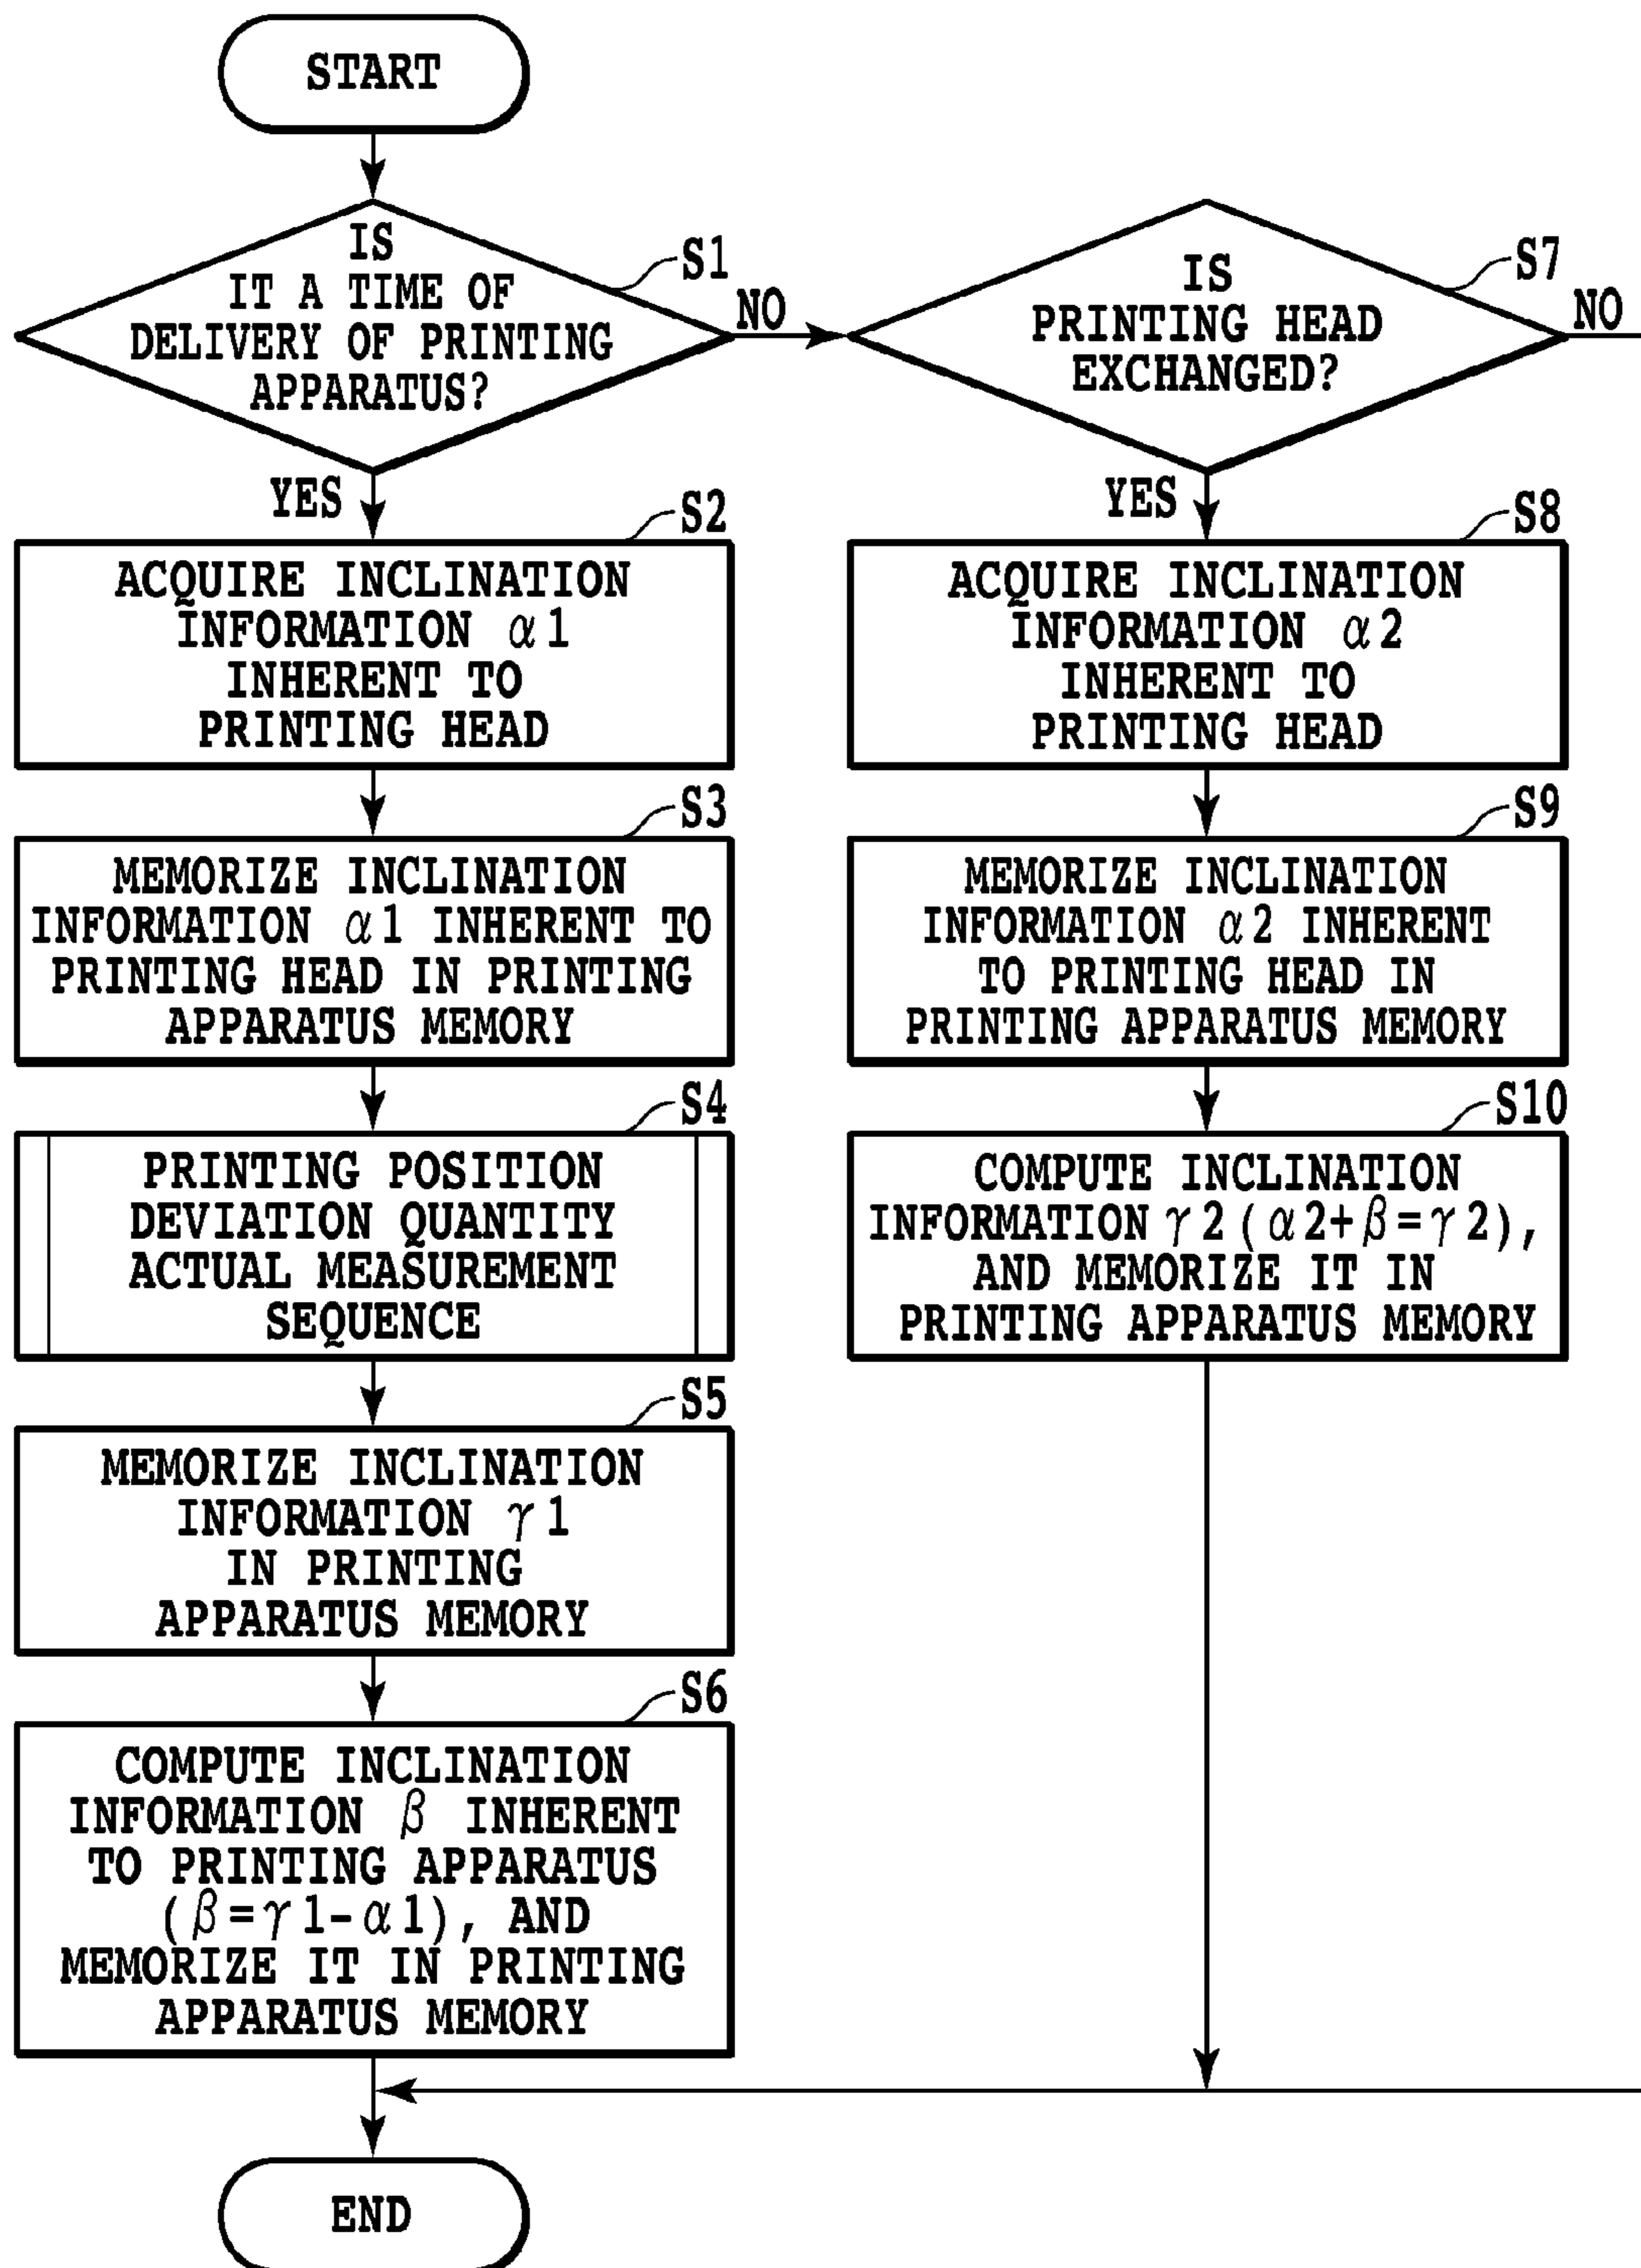 START
IS
IT A TIME OF
DELIVERY OF PRINTING
APPARATUS?
S1
NO
YES
S2
ACQUIRE INCLINATION
INFORMATION α1
INHERENT TO
PRINTING HEAD
S3
MEMORIZE INCLINATION
INFORMATION α1 INHERENT TO
PRINTING HEAD IN PRINTING
APPARATUS MEMORY
S4
PRINTING POSITION
DEVIATION QUANTITY
ACTUAL MEASUREMENT
SEQUENCE
S5
MEMORIZE INCLINATION
INFORMATION γ1
IN PRINTING
APPARATUS MEMORY
S6
COMPUTE INCLINATION
INFORMATION β INHERENT
TO PRINTING APPARATUS
(β=γ1-α1), AND
MEMORIZE IT IN PRINTING
APPARATUS MEMORY
END
IS
PRINTING HEAD
EXCHANGED?
S7
NO
YES
S8
ACQUIRE INCLINATION
INFORMATION α2
INHERENT TO
PRINTING HEAD
S9
MEMORIZE INCLINATION
INFORMATION α2 INHERENT
TO PRINTING HEAD IN
PRINTING APPARATUS MEMORY
S10
COMPUTE INCLINATION
INFORMATION γ2(α2+β=γ2),
AND MEMORIZE IT IN
PRINTING APPARATUS MEMORY